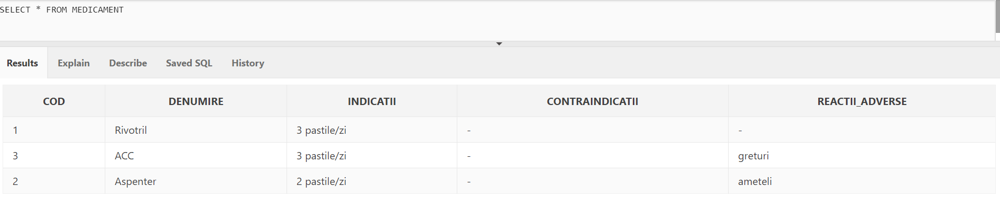 SELECT * FROM MEDICAMENT
Results Explain Describe Saved SQL History
COD DENUMIRE INDICATII CONTRAINDICATII REACTII_ADVERSE
1 Rivotril 3 pastile/zi - -
3 ACC 3 pastile/zi - greturi
2 Aspenter 2 pastile/zi - ameteli